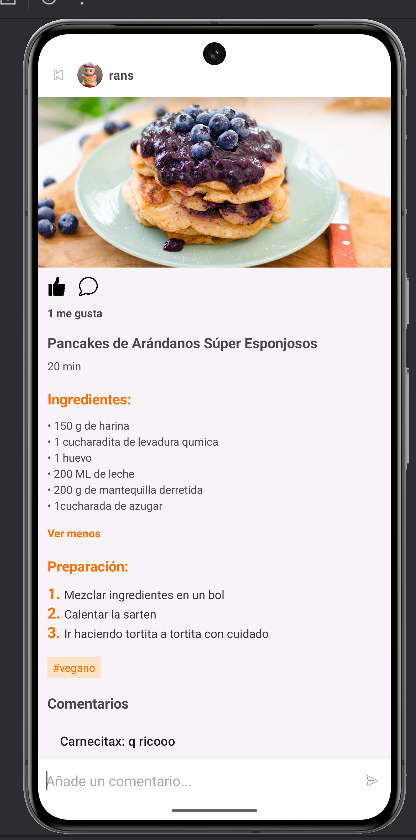 rans
1 me gusta
Pancakes de Arándanos Súper Esponjosos
20 min
Ingredientes:
• 150 g de harina
• 1 cucharadita de levadura qumica
• 1 huevo
• 200 ML de leche
• 200 g de mantequilla derretida
• 1cucharada de azugar
Ver menos
Preparación:
1. Mezclar ingredientes en un bol
2. Calentar la sarten
3. Ir haciendo tortita a tortita con cuidado
#vegano
Comentarios
Carnecitax: q ricooo
Añade un comentario...